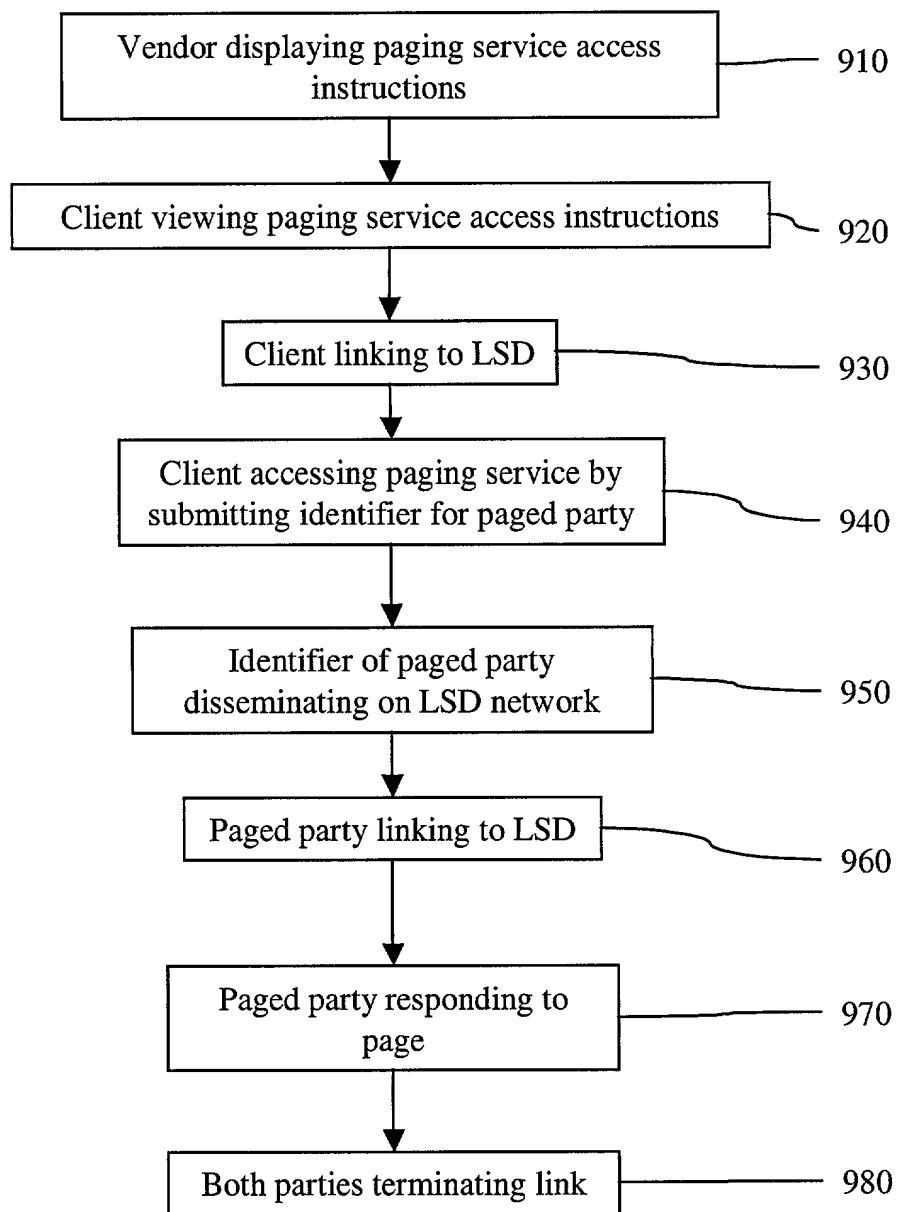 Vendor displaying paging service access
instructions
910
Client viewing paging service access instructions
920
Client linking to LSD
930
Client accessing paging service by
submitting identifier for paged party
940
Identifier of paged party
disseminating on LSD network
950
Paged party linking to LSD
960
Paged party responding to
page
970
Both parties terminating link
980